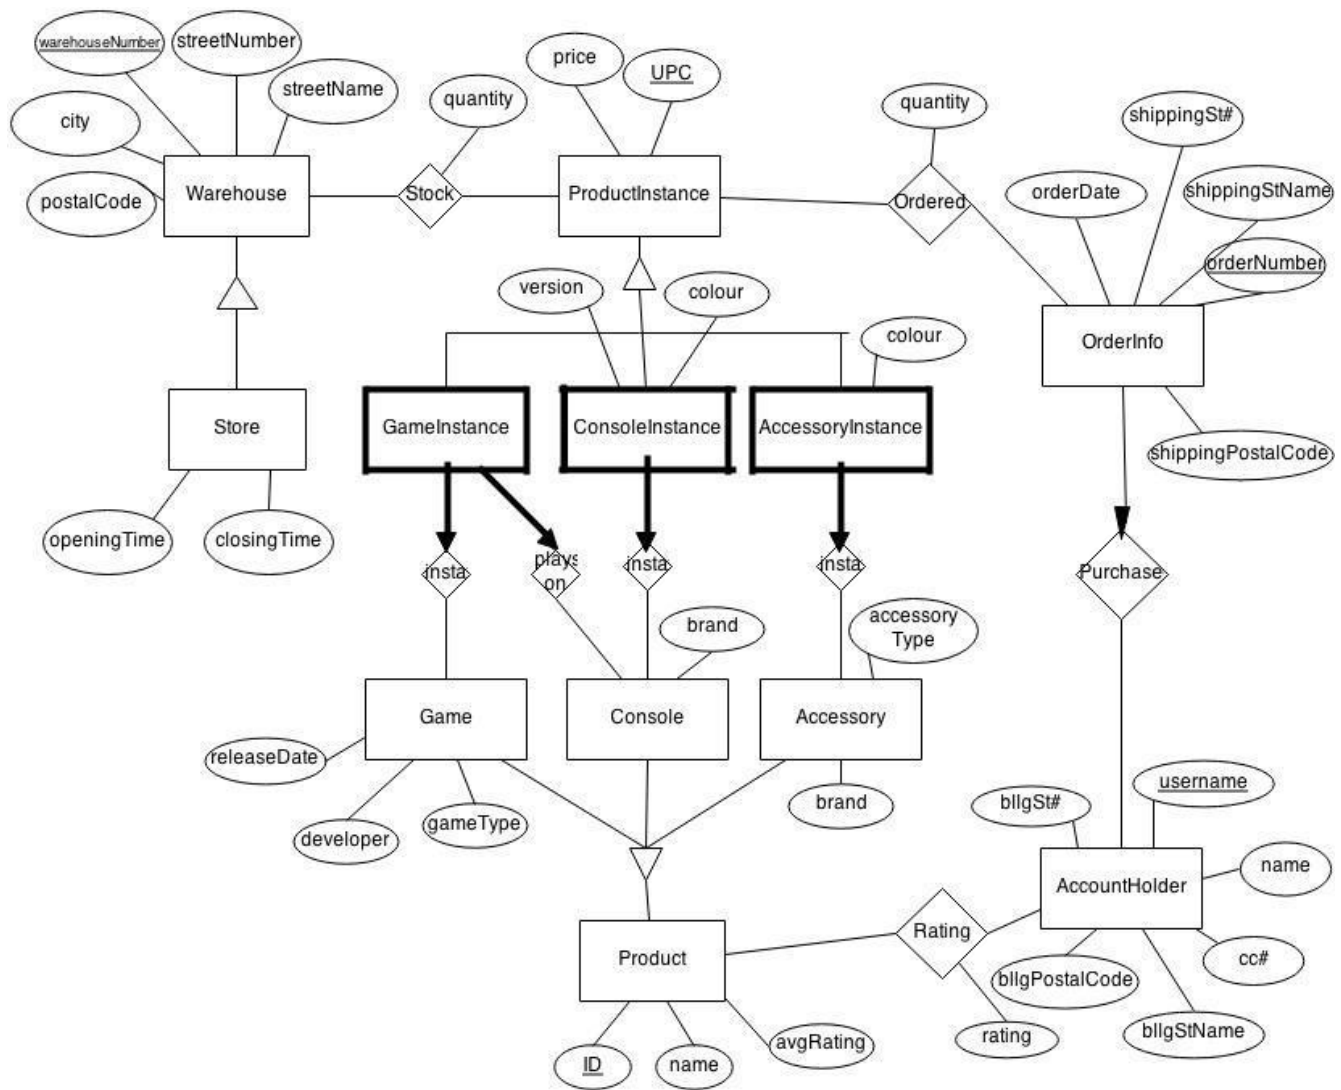 warehouseNumber
streetNumber
streetName
city
postalCode
Warehouse
quantity
Stock
price
UPC
ProductInstance
quantity
Ordered
shippingSt#
orderDate
shippingStName
orderNumber
OrderInfo
shippingPostalCode
version
colour
colour
Store
openingTime
closingTime
GameInstance
ConsoleInstance
AccessoryInstance
insta
plays
on
insta
insta
Purchase
brand
accessory
Type
Game
Console
Accessory
releaseDate
developer
gameType
brand
bllgSt#
username
name
AccountHolder
cc#
bllgPostalCode
bllgStName
Rating
rating
Product
ID
name
avgRating